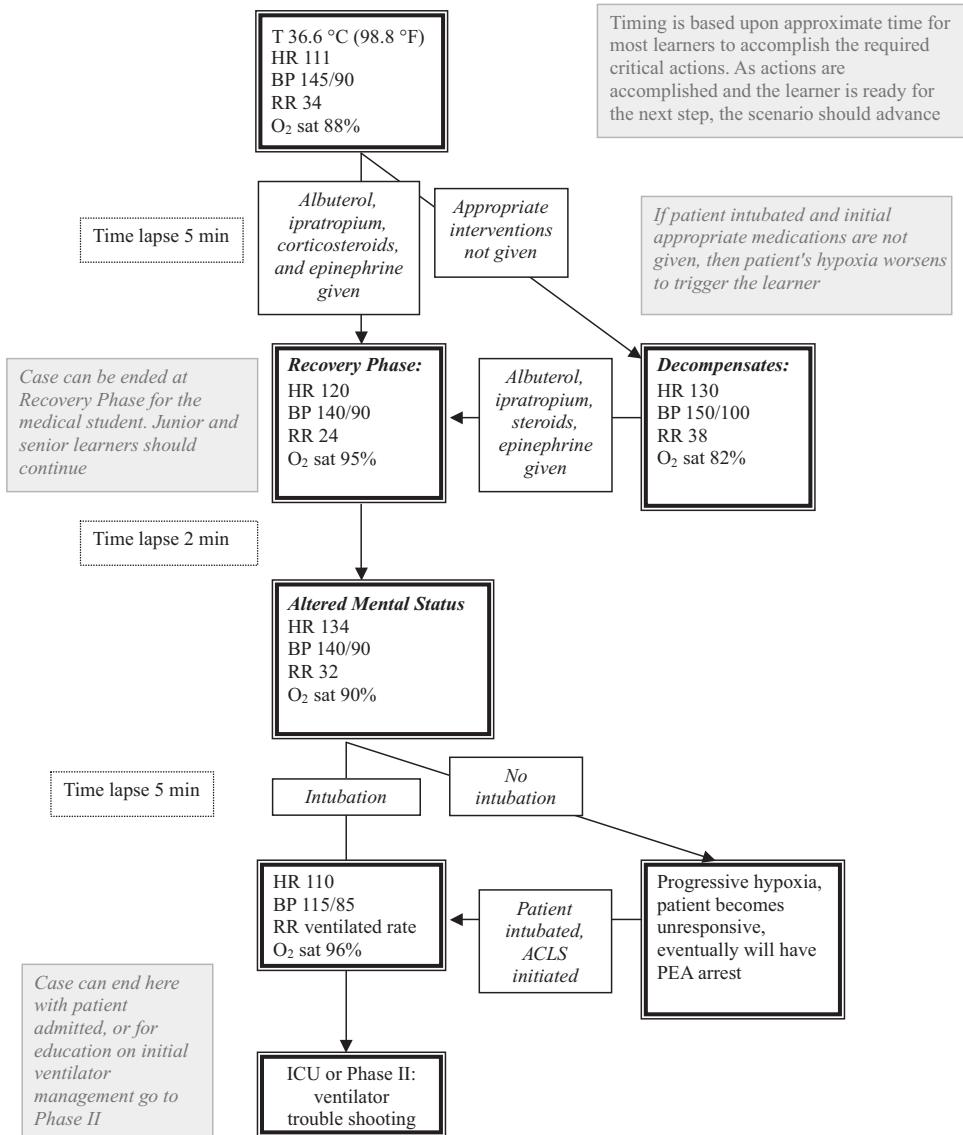 T 36.6 °C (98.8 °F)
HR 111
BP 145/90
RR 34
O₂ sat 88%
Timing is based upon approximate time for
most learners to accomplish the required
critical actions. As actions are
accomplished and the learner is ready for
the next step, the scenario should advance
Time lapse 5 min
Albuterol,
ipratropium,
corticosteroids,
and epinephrine
given
Appropriate
interventions
not given
If patient intubated and initial
appropriate medications are not
given, then patient's hypoxia worsens
to trigger the learner
Case can be ended at
Recovery Phase for the
medical student. Junior and
senior learners should
continue
Recovery Phase:
HR 120
BP 140/90
RR 24
O₂ sat 95%
Albuterol,
ipratropium,
steroids,
epinephrine
given
Decompensates:
HR 130
BP 150/100
RR 38
O₂ sat 82%
Time lapse 2 min
Altered Mental Status
HR 134
BP 140/90
RR 32
O₂ sat 90%
Time lapse 5 min
Intubation
No
intubation
HR 110
BP 115/85
RR ventilated rate
O₂ sat 96%
Patient
intubated,
ACLS
initiated
Progressive hypoxia,
patient becomes
unresponsive,
eventually will have
PEA arrest
Case can end here
with patient
admitted, or for
education on initial
ventilator
management go to
Phase II
ICU or Phase II:
ventilator
trouble shooting